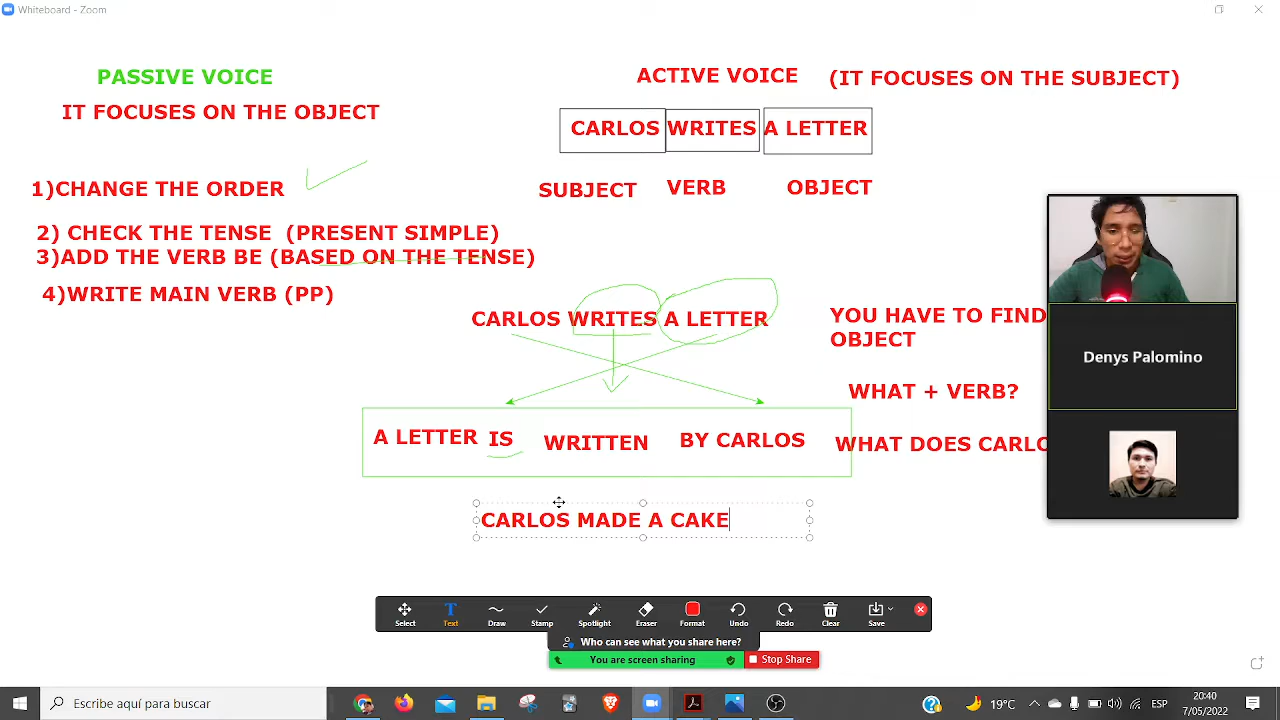 Whiteboard - Zoom
PASSIVE VOICE
IT FOCUSES ON THE OBJECT
ACTIVE VOICE
(IT FOCUSES ON THE SUBJECT)
CARLOS WRITES A LETTER
SUBJECT VERB OBJECT
1)CHANGE THE ORDER
2) CHECK THE TENSE (PRESENT SIMPLE)
3)ADD THE VERB BE (BASED ON THE TENSE)
4)WRITE MAIN VERB (PP)
CARLOS WRITES A LETTER
YOU HAVE TO FIND
OBJECT
WHAT + VERB?
A LETTER IS WRITTEN BY CARLOS
WHAT DOES CARLO
CARLOS MADE A CAKE
Denys Palomino
Select Text Draw Stamp Spotlight Eraser Format Undo Redo Clear Save
Who can see what you share here?
You are screen sharing
Stop Share
Escribe aquí para buscar
19°C
ESP
20:40
7/05/2022